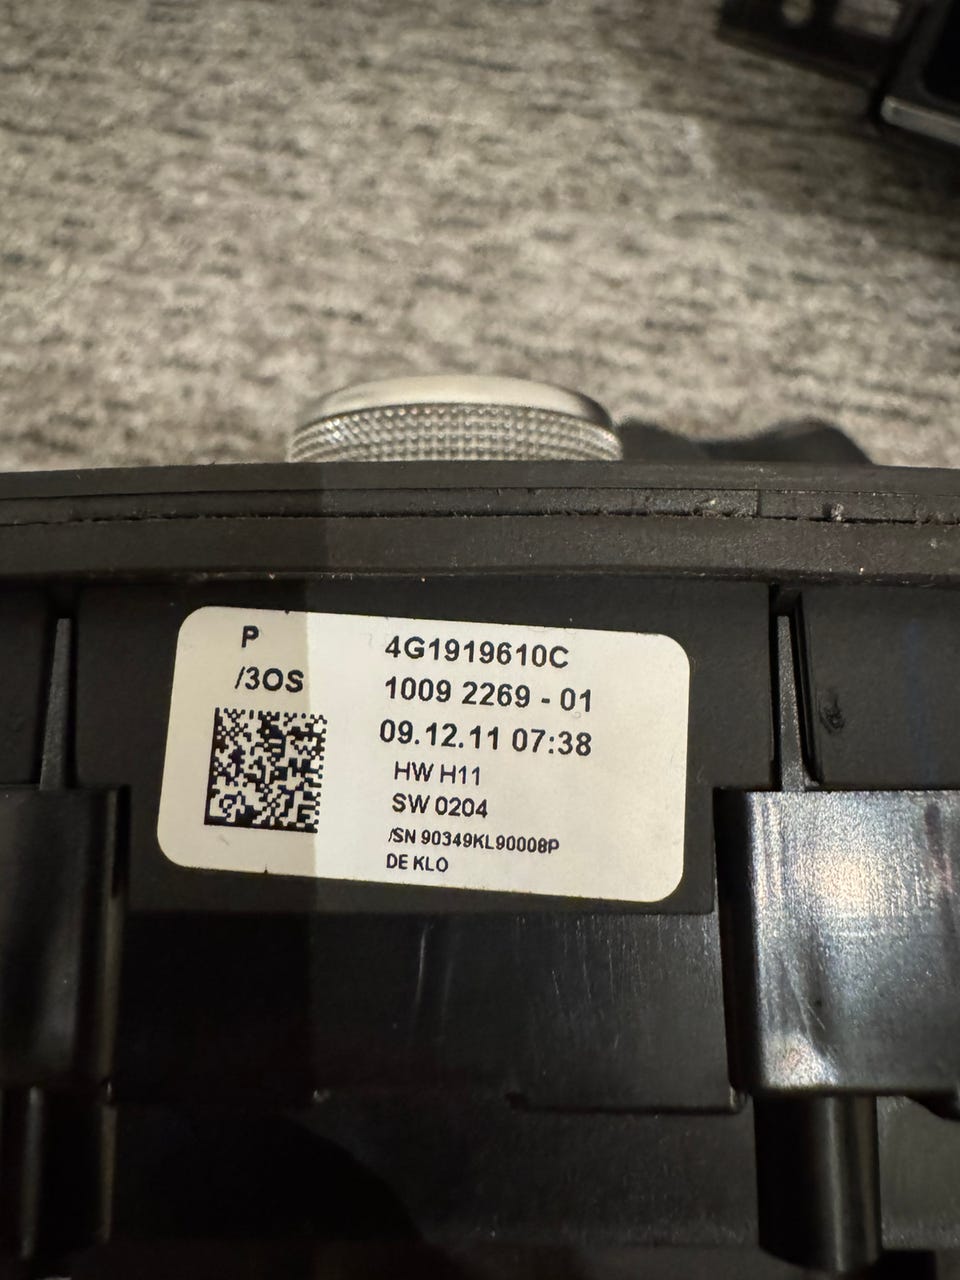 P
/3OS
4G1919610C
1009 2269 - 01
09.12.11 07:38
HW H11
SW 0204
/SN 90349KL90008P
DE KLO